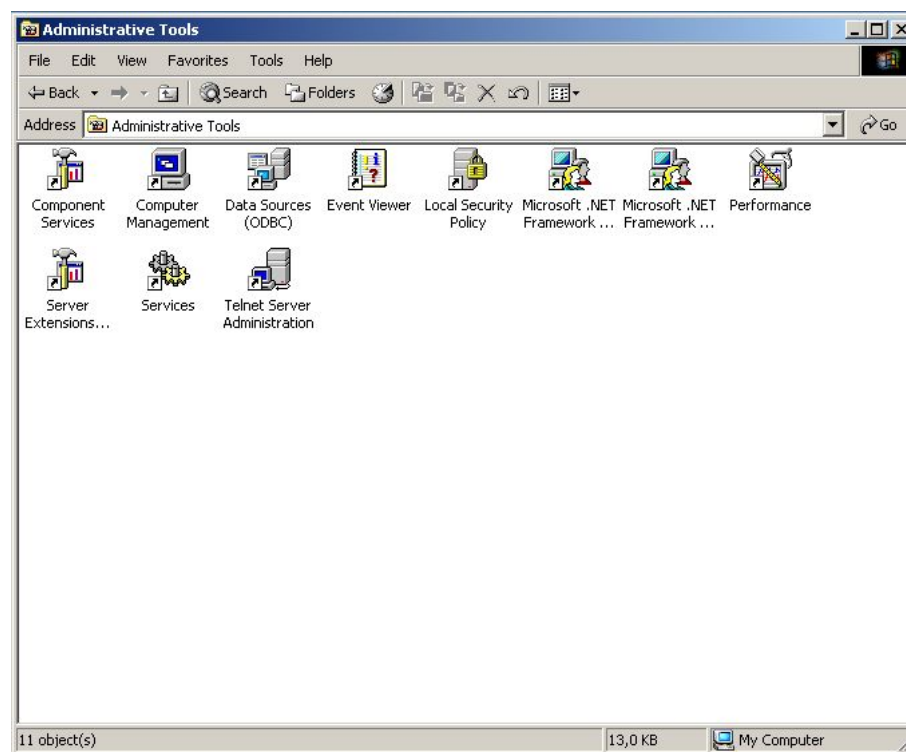 Administrative Tools
File Edit View Favorites Tools Help
Back Search Folders
Address Administrative Tools Go
Component Services
Computer Management
Data Sources (ODBC)
Event Viewer
Local Security Policy
Microsoft .NET Framework ...
Microsoft .NET Framework ...
Performance
Server Extensions...
Services
Telnet Server Administration
11 object(s) 13,0 KB My Computer